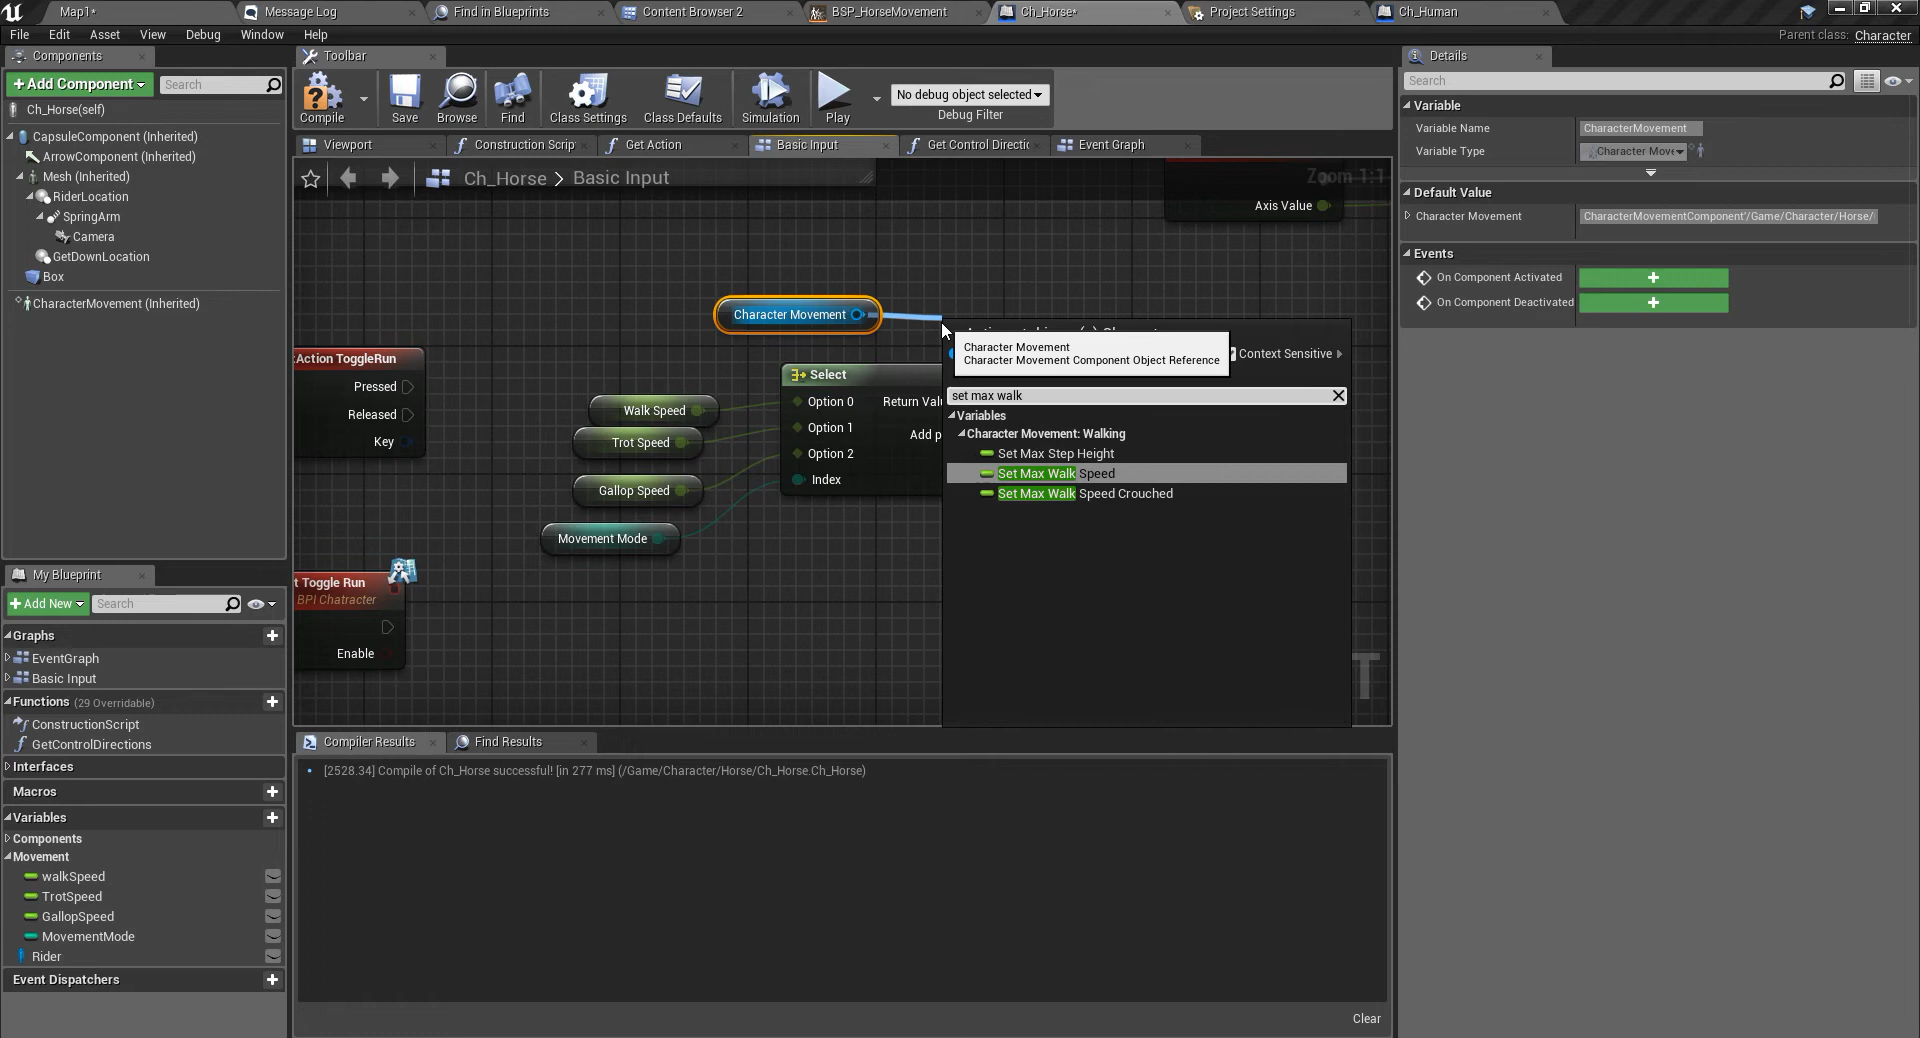 Map1*
Message Log
Find in Blueprints
Content Browser 2
BSP_HorseMovement
Ch_Horse*
Project Settings
Ch_Human
File Edit Asset View Debug Window Help
Parent class: Character
Components
+Add Component
Search
Ch_Horse(self)
CapsuleComponent (Inherited)
ArrowComponent (Inherited)
Mesh (Inherited)
RiderLocation
SpringArm
Camera
GetDownLocation
Box
CharacterMovement (Inherited)
My Blueprint
+Add New
Search
Graphs
EventGraph
Basic Input
Functions (29 Overridable)
ConstructionScript
GetControlDirections
Interfaces
Macros
Variables
Components
Movement
walkSpeed
TrotSpeed
GallopSpeed
MovementMode
Rider
Event Dispatchers
Toolbar
Compile
Save
Browse
Find
Class Settings
Class Defaults
Simulation
Play
No debug object selected
Debug Filter
Viewport
Construction Scrip
Get Action
Basic Input
Get Control Directic
Event Graph
Ch_Horse > Basic Input
Zoom 1:1
Axis Value
Character Movement
Action ToggleRun
Pressed
Released
Key
Select
Option 0
Return Valu
Option 1
Add p
Option 2
Index
Walk Speed
Trot Speed
Gallop Speed
Movement Mode
t Toggle Run
BPI Chatracter
Enable
Character Movement
Character Movement Component Object Reference
Context Sensitive
set max walk
Variables
Character Movement: Walking
Set Max Step Height
Set Max Walk Speed
Set Max Walk Speed Crouched
T
Compiler Results
Find Results
[2528.34] Compile of Ch_Horse successful! [in 277 ms] (/Game/Character/Horse/Ch_Horse.Ch_Horse)
Clear
Details
Search
Variable
Variable Name
CharacterMovement
Variable Type
Character Move
Default Value
Character Movement
CharacterMovementComponent'/Game/Character/Horse/
Events
On Component Activated
+
On Component Deactivated
+